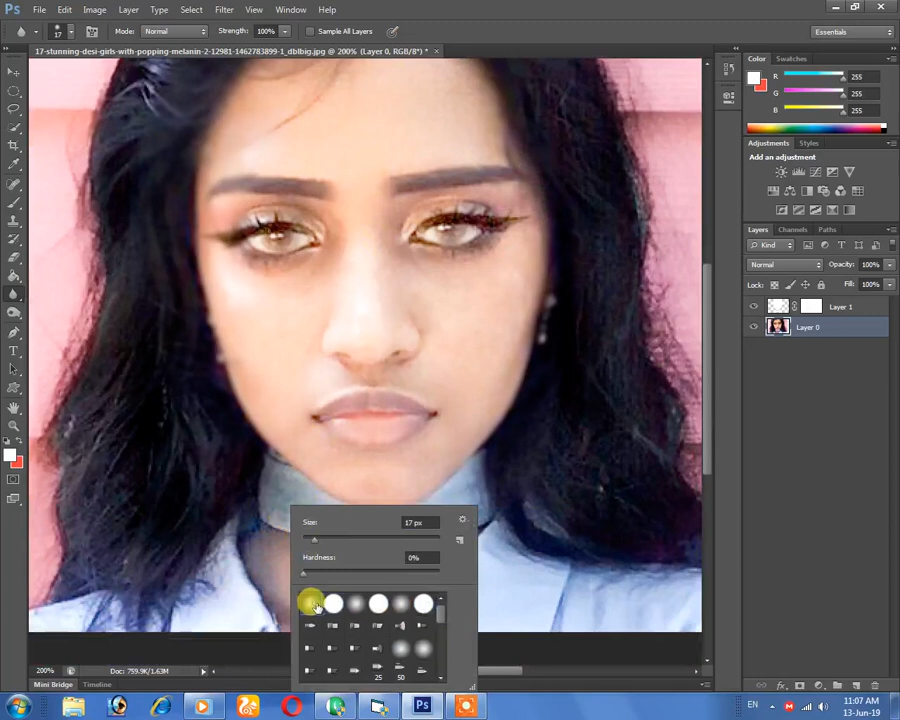 Ps File Edit Image Layer Type Select Filter View Window Help
17 Mode: Normal Strength: 100% Sample All Layers Essentials
17-stunning-desi-girls-with-popping-melanin-2-12981-1462783899-1_dblbig.jpg @ 200% (Layer 0, RGB/8*) * ×
Color Swatches
R 255
G 255
B 255
Adjustments Styles
Add an adjustment
Layers Channels Paths
Kind
Normal Opacity: 100%
Lock: Fill: 100%
Layer 1
Layer 0
Size: 17 px
Hardness: 0%
25 50
200% Doc: 759.9K/1.63M
Mini Bridge Timeline
Ps EN 11:07 AM
13-Jun-19